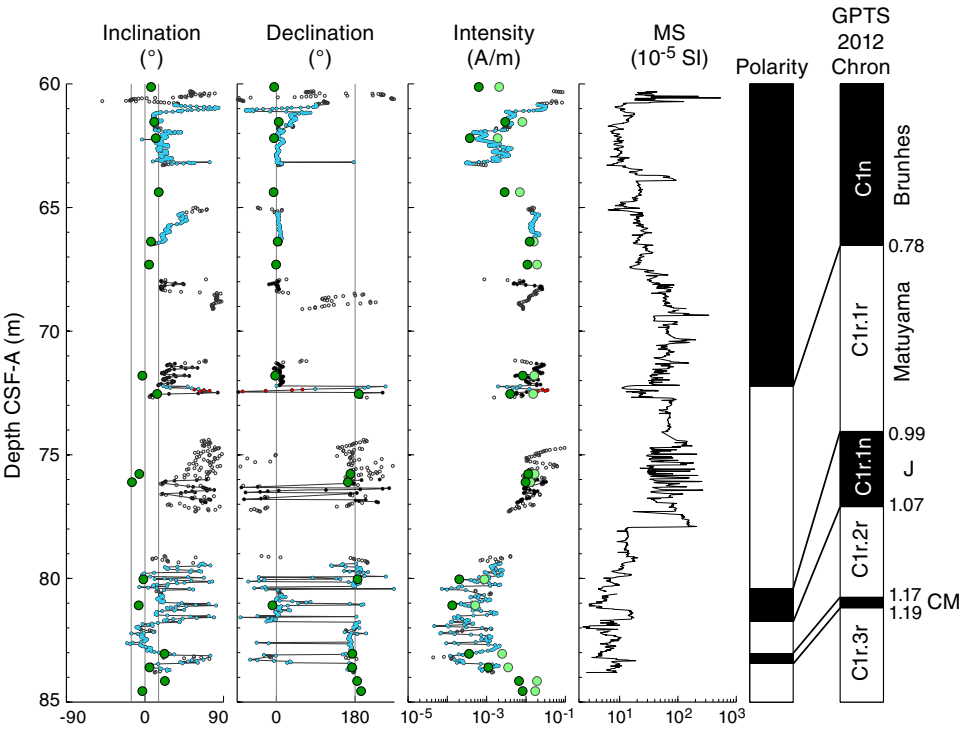 Inclination
(°)
Declination
(°)
Intensity
(A/m)
MS
(10-5 SI)
Polarity
GPTS
2012
Chron
Depth CSF-A (m)
60
65
70
75
80
85
-90
0
90
0
180
10-5
10-3
10-1
101
102
103
C1n
Brunhes
0.78
C1r.1r
Matuyama
0.99
C1r.1n
J
1.07
C1r.2r
1.17
CM
1.19
C1r.3r